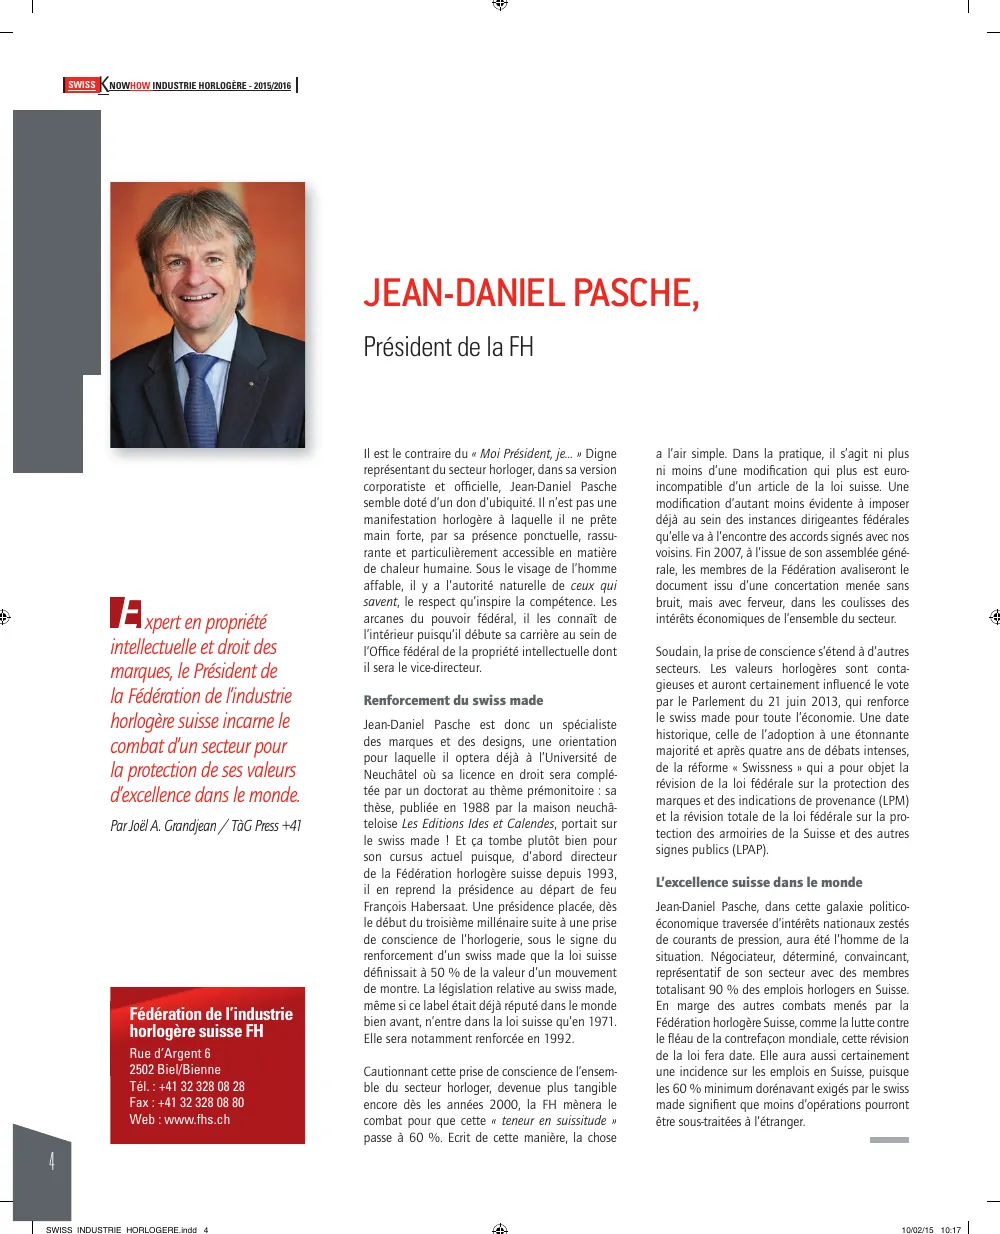 SWISS KNOWHOW INDUSTRIE HORLOGÈRE - 2015/2016
JEAN-DANIEL PASCHE,
Président de la FH
Expert en propriété
intellectuelle et droit des
marques, le Président de
la Fédération de l'industrie
horlogère suisse incarne le
combat d'un secteur pour
la protection de ses valeurs
d'excellence dans le monde.
Par Joël A. Grandjean / TàG Press +41
Fédération de l'industrie
horlogère suisse FH
Rue d'Argent 6
2502 Biel/Bienne
Tél. : +41 32 328 08 28
Fax : +41 32 328 08 80
Web : www.fhs.ch
Il est le contraire du « Moi Président, je... » Digne
représentant du secteur horloger, dans sa version
corporatiste et officielle, Jean-Daniel Pasche
semble doté d'un don d'ubiquité. Il n'est pas une
manifestation horlogère à laquelle il ne prête
main forte, par sa présence ponctuelle, rassu-
rante et particulièrement accessible en matière
de chaleur humaine. Sous le visage de l'homme
affable, il y a l'autorité naturelle de ceux qui
savent, le respect qu'inspire la compétence. Les
arcanes du pouvoir fédéral, il les connaît de
l'intérieur puisqu'il débute sa carrière au sein de
l'Office fédéral de la propriété intellectuelle dont
il sera le vice-directeur.
Renforcement du swiss made
Jean-Daniel Pasche est donc un spécialiste
des marques et des designs, une orientation
pour laquelle il optera déjà à l'Université de
Neuchâtel où sa licence en droit sera complé-
tée par un doctorat au thème prémonitoire : sa
thèse, publiée en 1988 par la maison neuchâ-
teloise Les Editions Ides et Calendes, portait sur
le swiss made ! Et ça tombe plutôt bien pour
son cursus actuel puisque, d'abord directeur
de la Fédération horlogère suisse depuis 1993,
il en reprend la présidence au départ de feu
François Habersaat. Une présidence placée, dès
le début du troisième millénaire suite à une prise
de conscience de l'horlogerie, sous le signe du
renforcement d'un swiss made que la loi suisse
définissait à 50 % de la valeur d'un mouvement
de montre. La législation relative au swiss made,
même si ce label était déjà réputé dans le monde
bien avant, n'entre dans la loi suisse qu'en 1971.
Elle sera notamment renforcée en 1992.
Cautionnant cette prise de conscience de l'ensem-
ble du secteur horloger, devenue plus tangible
encore dès les années 2000, la FH mènera le
combat pour que cette « teneur en suissitude »
passe à 60 %. Ecrit de cette manière, la chose
a l'air simple. Dans la pratique, il s'agit ni plus
ni moins d'une modification qui plus est euro-
incompatible d'un article de la loi suisse. Une
modification d'autant moins évidente à imposer
déjà au sein des instances dirigeantes fédérales
qu'elle va à l'encontre des accords signés avec nos
voisins. Fin 2007, à l'issue de son assemblée géné-
rale, les membres de la Fédération avaliseront le
document issu d'une concertation menée sans
bruit, mais avec ferveur, dans les coulisses des
intérêts économiques de l'ensemble du secteur.
Soudain, la prise de conscience s'étend à d'autres
secteurs. Les valeurs horlogères sont conta-
gieuses et auront certainement influencé le vote
par le Parlement du 21 juin 2013, qui renforce
le swiss made pour toute l'économie. Une date
historique, celle de l'adoption à une étonnante
majorité et après quatre ans de débats intenses,
de la réforme « Swissness » qui a pour objet la
révision de la loi fédérale sur la protection des
marques et des indications de provenance (LPM)
et la révision totale de la loi fédérale sur la pro-
tection des armoiries de la Suisse et des autres
signes publics (LPAP).
L'excellence suisse dans le monde
Jean-Daniel Pasche, dans cette galaxie politico-
économique traversée d'intérêts nationaux zestés
de courants de pression, aura été l'homme de la
situation. Négociateur, déterminé, convaincant,
représentatif de son secteur avec des membres
totalisant 90 % des emplois horlogers en Suisse.
En marge des autres combats menés par la
Fédération horlogère Suisse, comme la lutte contre
le fléau de la contrefaçon mondiale, cette révision
de la loi fera date. Elle aura aussi certainement
une incidence sur les emplois en Suisse, puisque
les 60 % minimum dorénavant exigés par le swiss
made signifient que moins d'opérations pourront
être sous-traitées à l'étranger.
4
SWISS_INDUSTRIE_HORLOGERE.indd 4
10/02/15 10:17